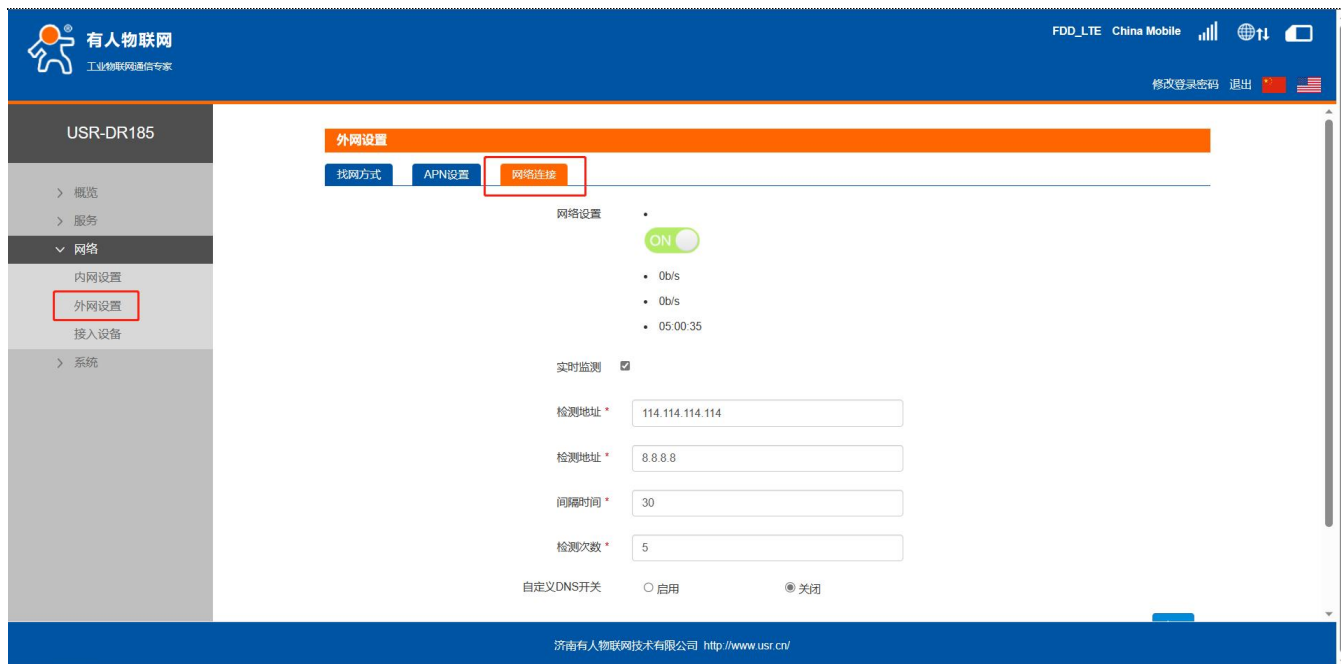 有人物联网
工业物联网通信专家
FDD_LTE China Mobile
修改登录密码 退出
USR-DR185
概览
服务
网络
内网设置
外网设置
接入设备
系统
外网设置
找网方式 APN设置 网络连接
网络设置
ON
0b/s
0b/s
05:00:35
实时监测
检测地址 * 114.114.114.114
检测地址 * 8.8.8.8
间隔时间 * 30
检测次数 * 5
自定义DNS开关 启用 关闭
济南有人物联网技术有限公司 http://www.usr.cn/